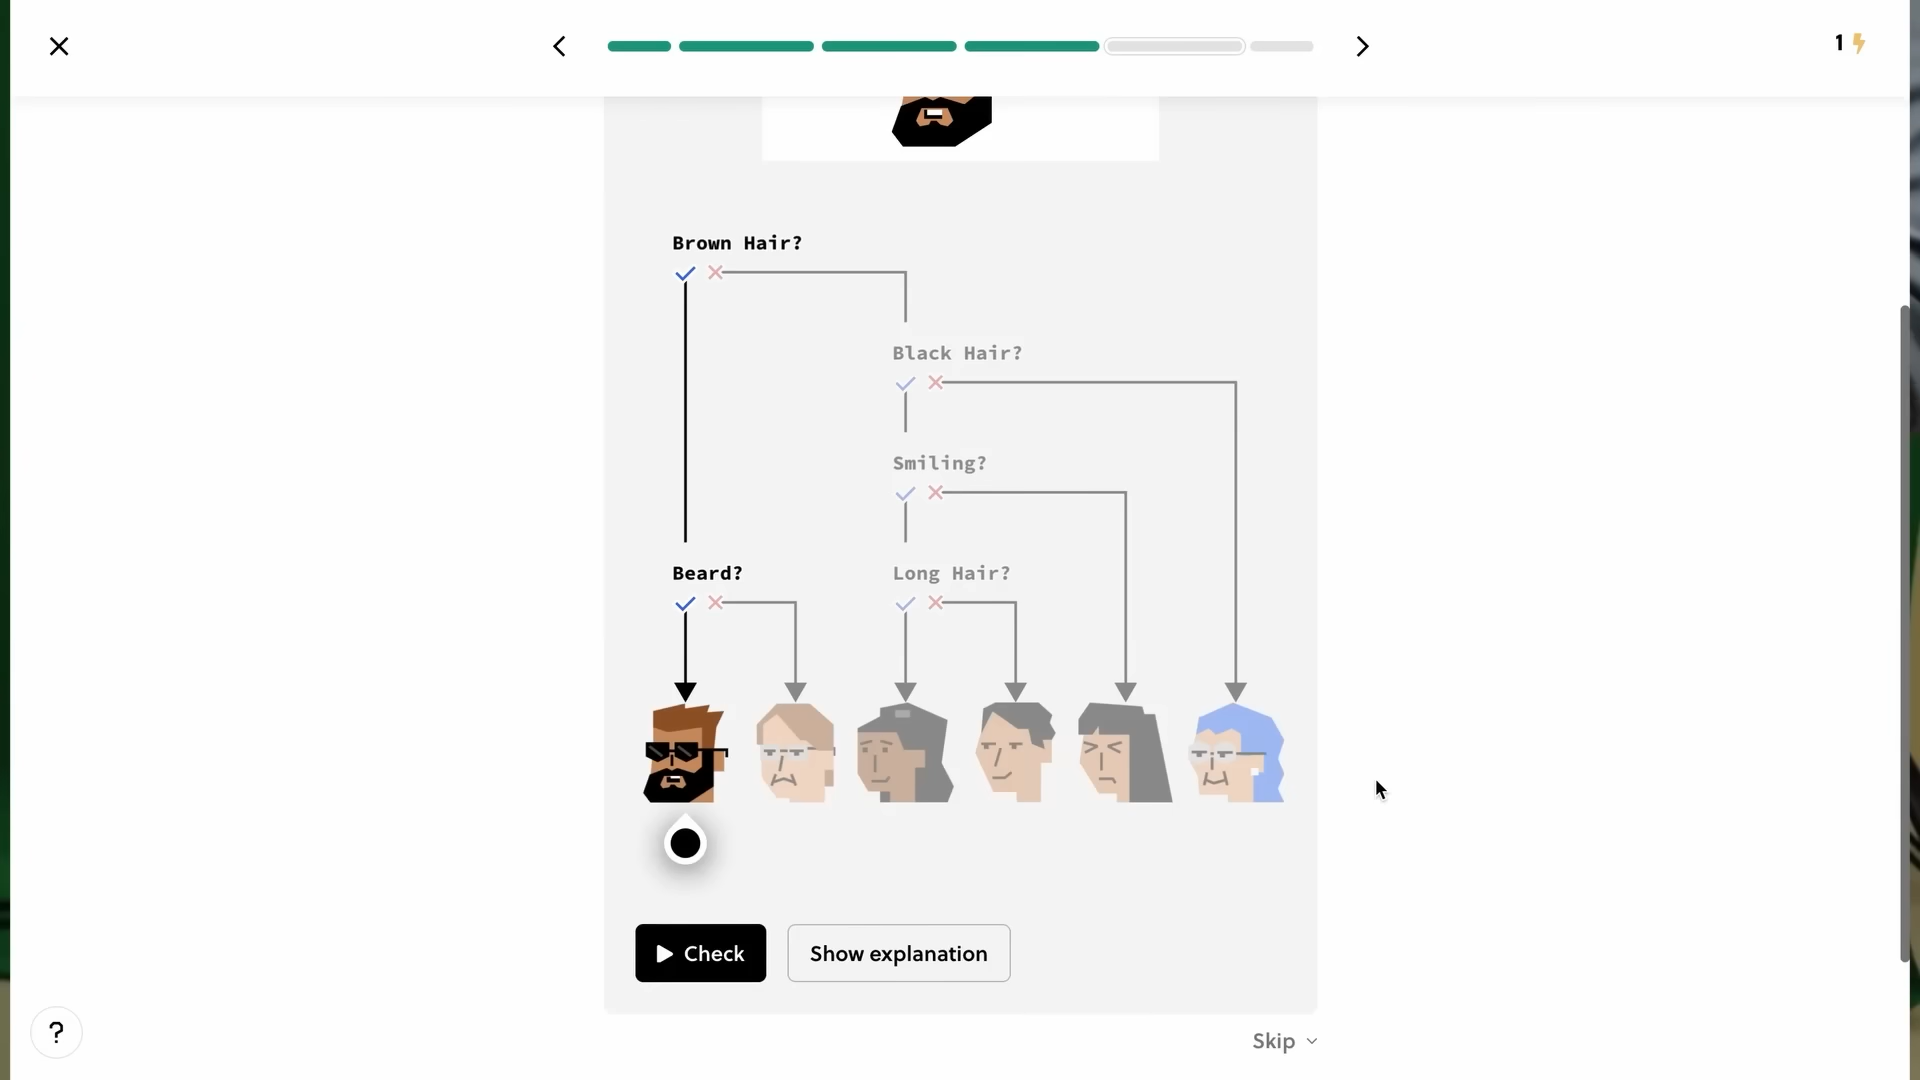 1
Brown Hair?
Black Hair?
Smiling?
Beard?
Long Hair?
Check
Show explanation
?
Skip